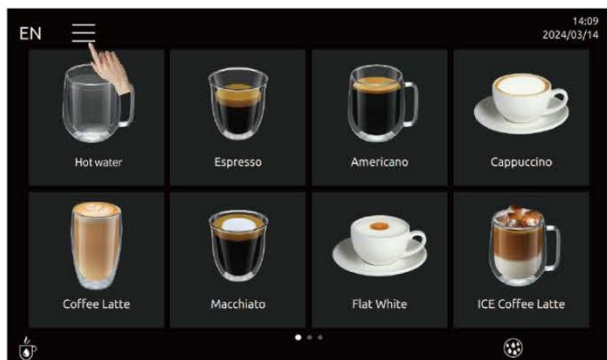 14:09
EN
2024/03/14
Hot water
Espresso
Americano
Cappuccino
Coffee Latte
Macchiato
Flat White
ICE Coffee Latte